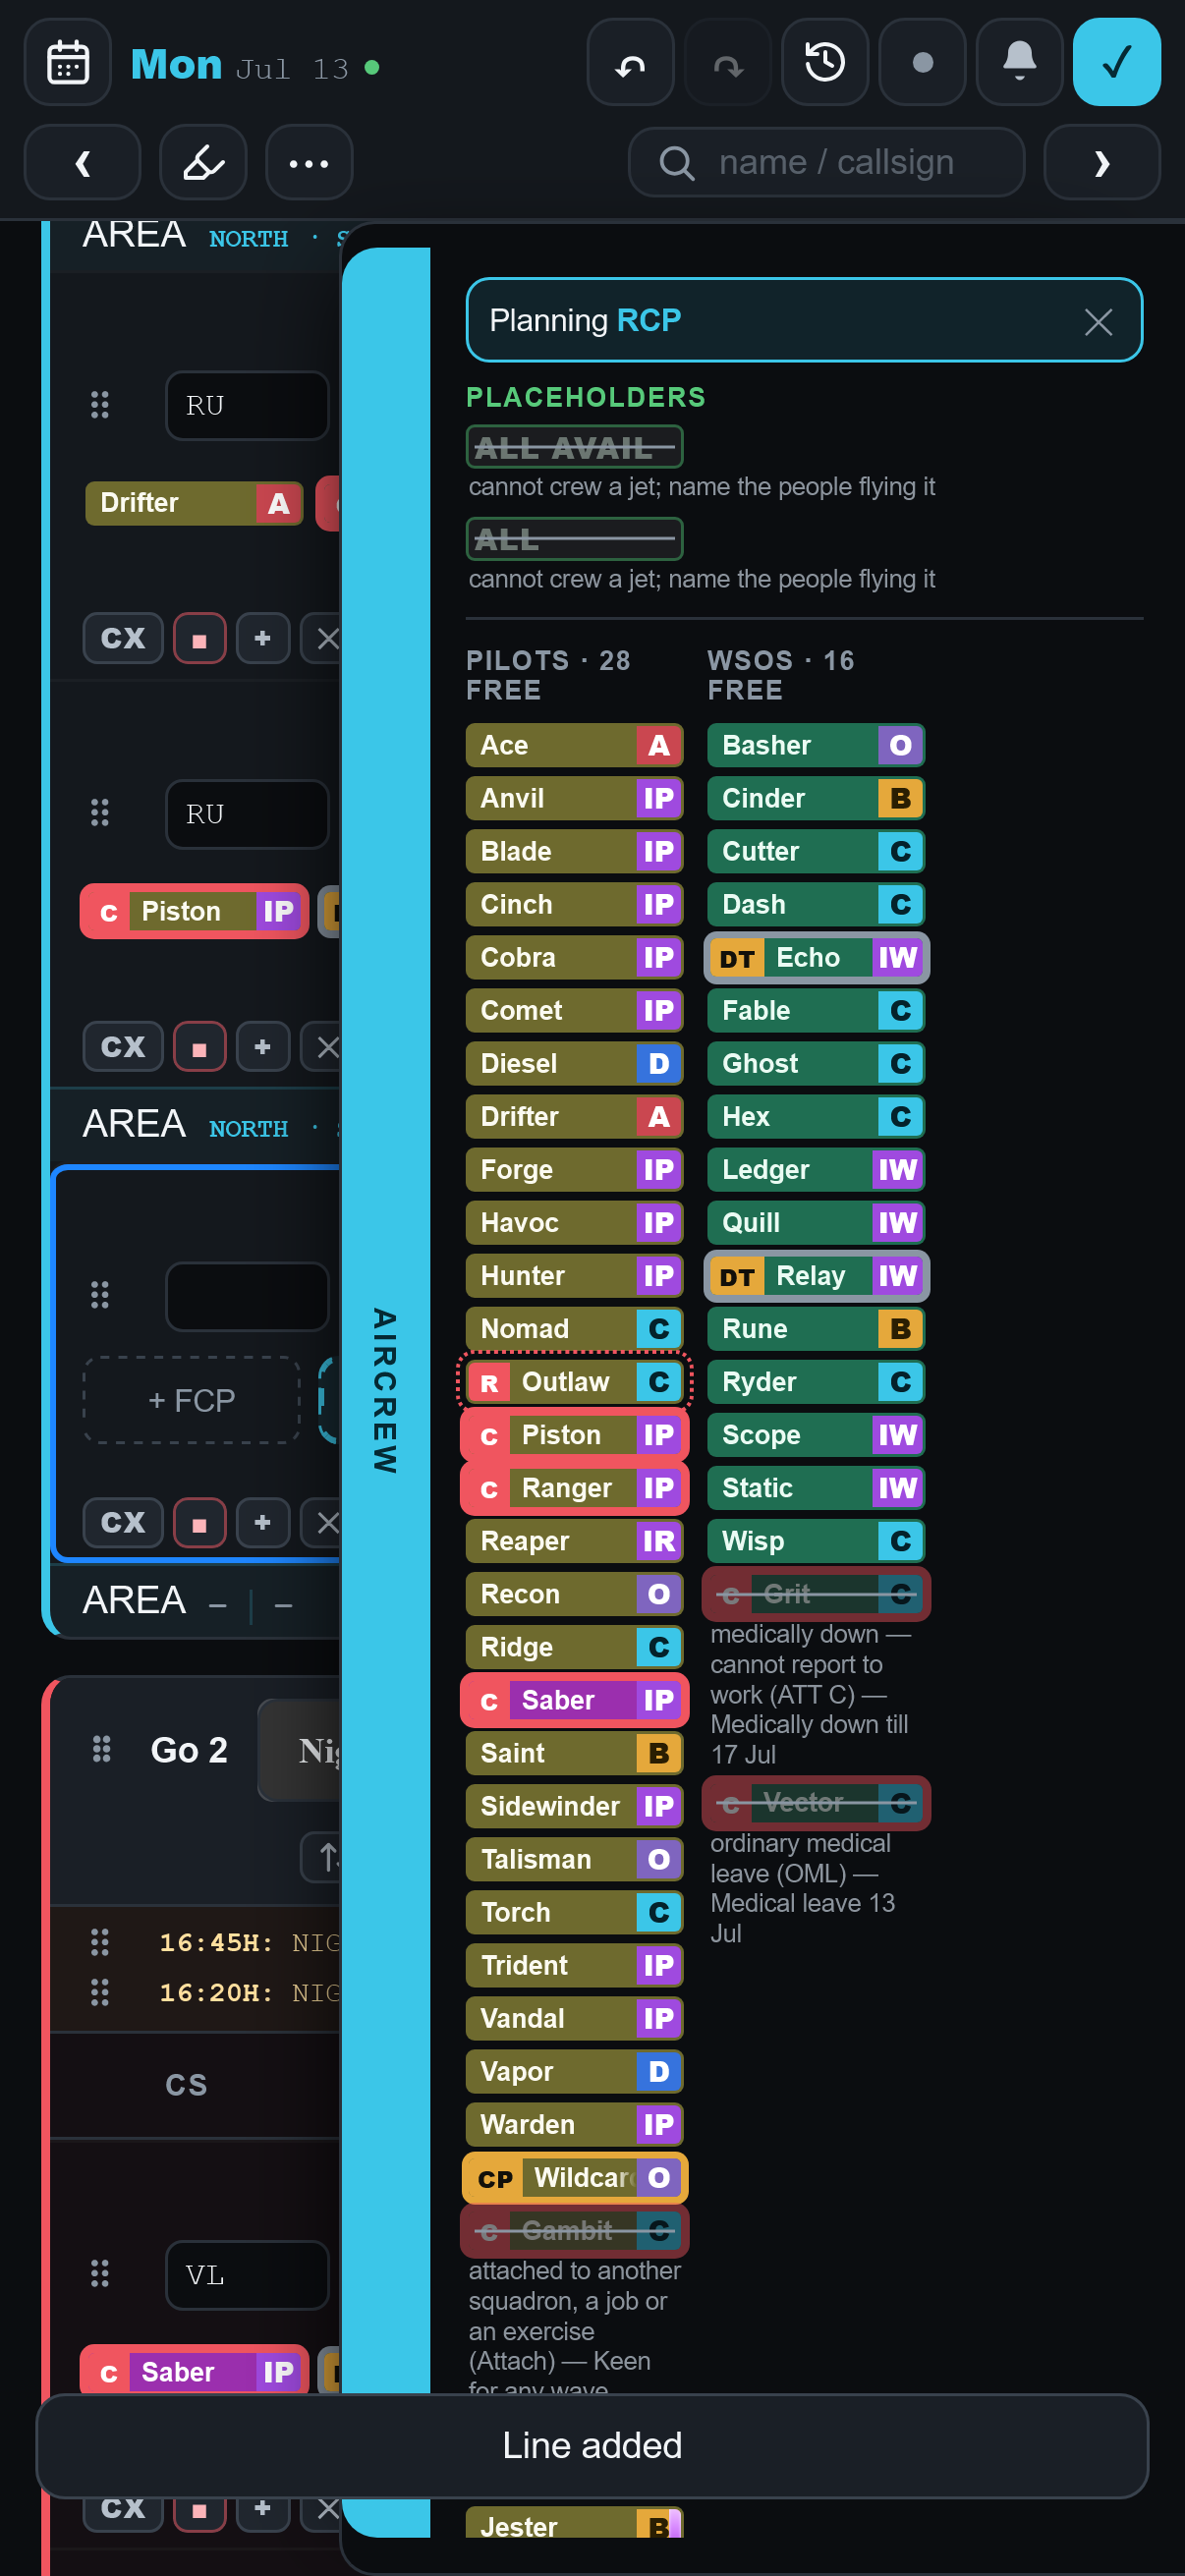 Mon Jul 13
name / callsign
AREA NORTH ·
Planning RCP
PLACEHOLDERS
ALL AVAIL
cannot crew a jet; name the people flying it
ALL
cannot crew a jet; name the people flying it
RU
Drifter A
CX + 
PILOTS · 28 FREE
WSOS · 16 FREE
Ace A
Anvil IP
Blade IP
Cinch IP
Cobra IP
Comet IP
Diesel D
Drifter A
Forge IP
Havoc IP
Hunter IP
Nomad C
R Outlaw C
C Piston IP
C Ranger IP
Reaper IR
Recon O
Ridge C
C Saber IP
Saint B
Sidewinder IP
Talisman O
Torch C
Trident IP
Vandal IP
Vapor D
Warden IP
CP Wildcar O
C Gambit C
attached to another
squadron, a job or
an exercise
(Attach) — Keen
for any wave
Jester B
Basher O
Cinder B
Cutter C
Dash C
DT Echo IW
Fable C
Ghost C
Hex C
Ledger IW
Quill IW
DT Relay IW
Rune B
Ryder C
Scope IW
Static IW
Wisp C
C Grit C
medically down —
cannot report to
work (ATT C) —
Medically down till
17 Jul
C Vector C
ordinary medical
leave (OML) —
Medical leave 13
Jul
RU
C Piston IP
CX +
AREA NORTH ·
AIRCREW
+ FCP
CX +
AREA – | –
Go 2
16:45H:
16:20H:
CS
VL
C Saber IP
Line added
CX +